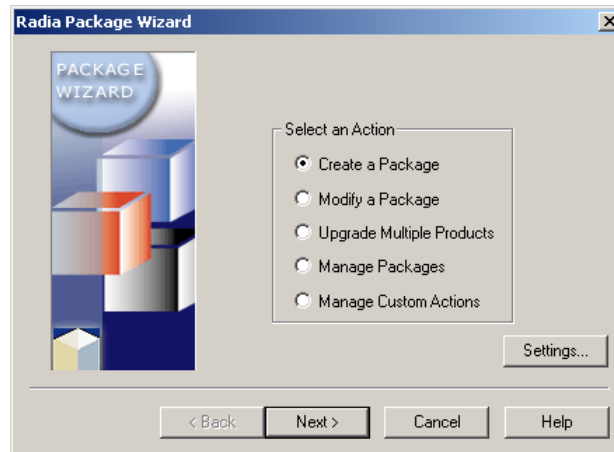 Radia Package Wizard
PACKAGE
WIZARD
Select an Action
Create a Package
Modify a Package
Upgrade Multiple Products
Manage Packages
Manage Custom Actions
Settings...
< Back
Next >
Cancel
Help